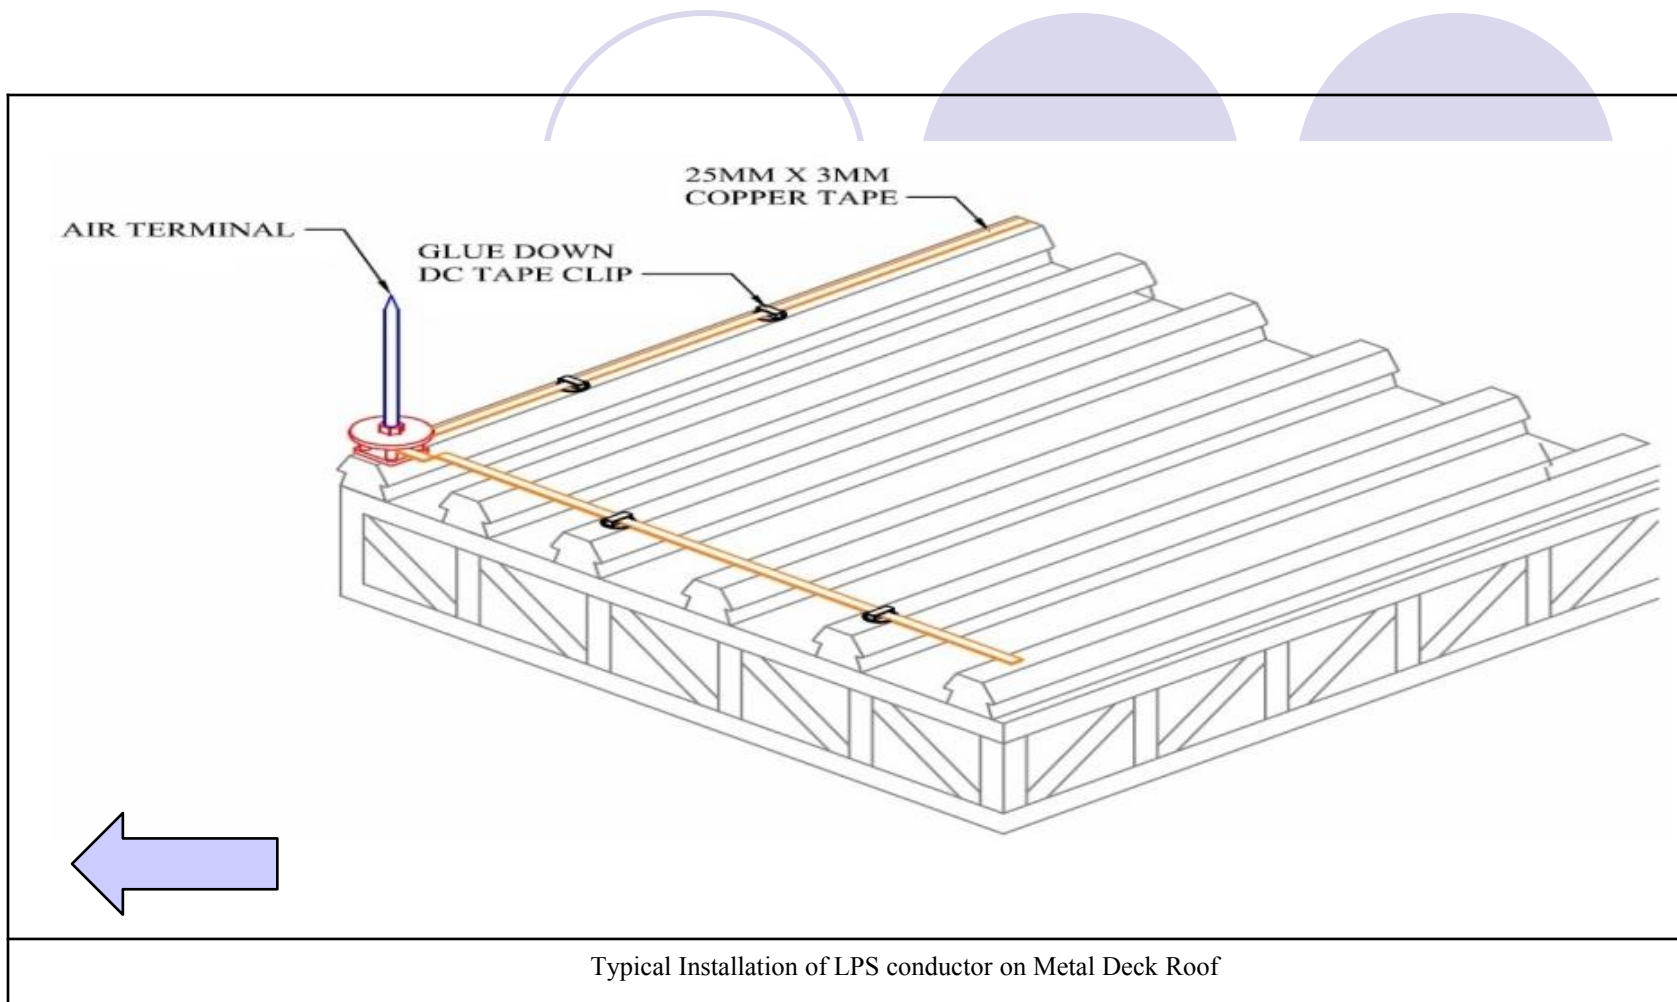 25MM X 3MM
COPPER TAPE
AIR TERMINAL
GLUE DOWN
DC TAPE CLIP
Typical Installation of LPS conductor on Metal Deck Roof